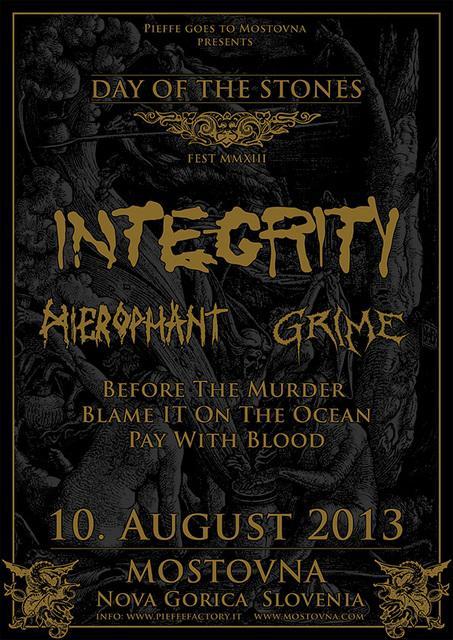 Pieffe goes to Mostovna
presents
Day of the Stones
Fest MMXIII
INTEGRITY
HIEROPHANT GRIME
Before The Murder
Blame It On The Ocean
Pay With Blood
10. August 2013
Mostovna
Nova Gorica Slovenia
info: www.pieffefactory.it www.mostovna.com